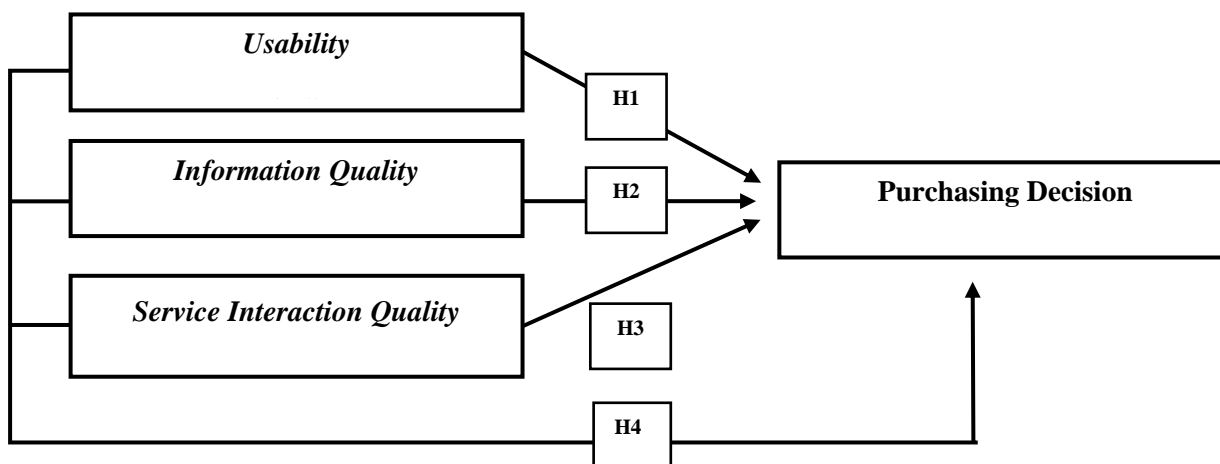 Usability
H1
Information Quality
H2
Purchasing Decision
Service Interaction Quality
H3
H4